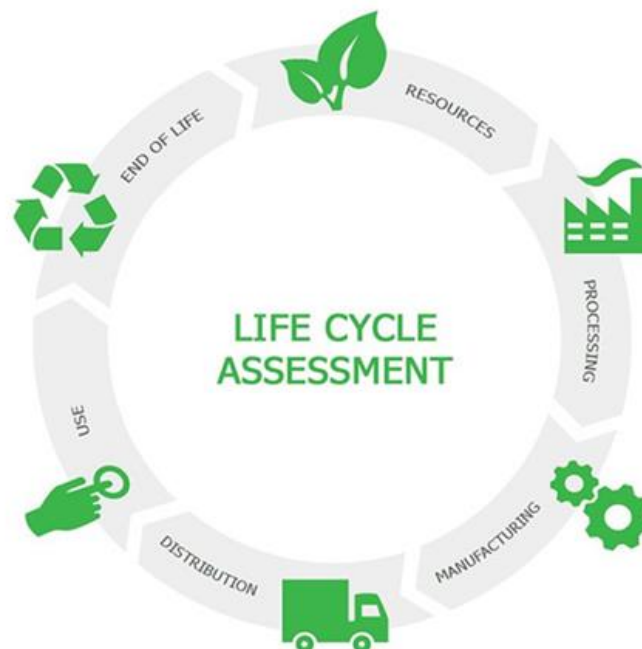 LIFE CYCLE
ASSESSMENT
RESOURCES
PROCESSING
MANUFACTURING
DISTRIBUTION
USE
END OF LIFE